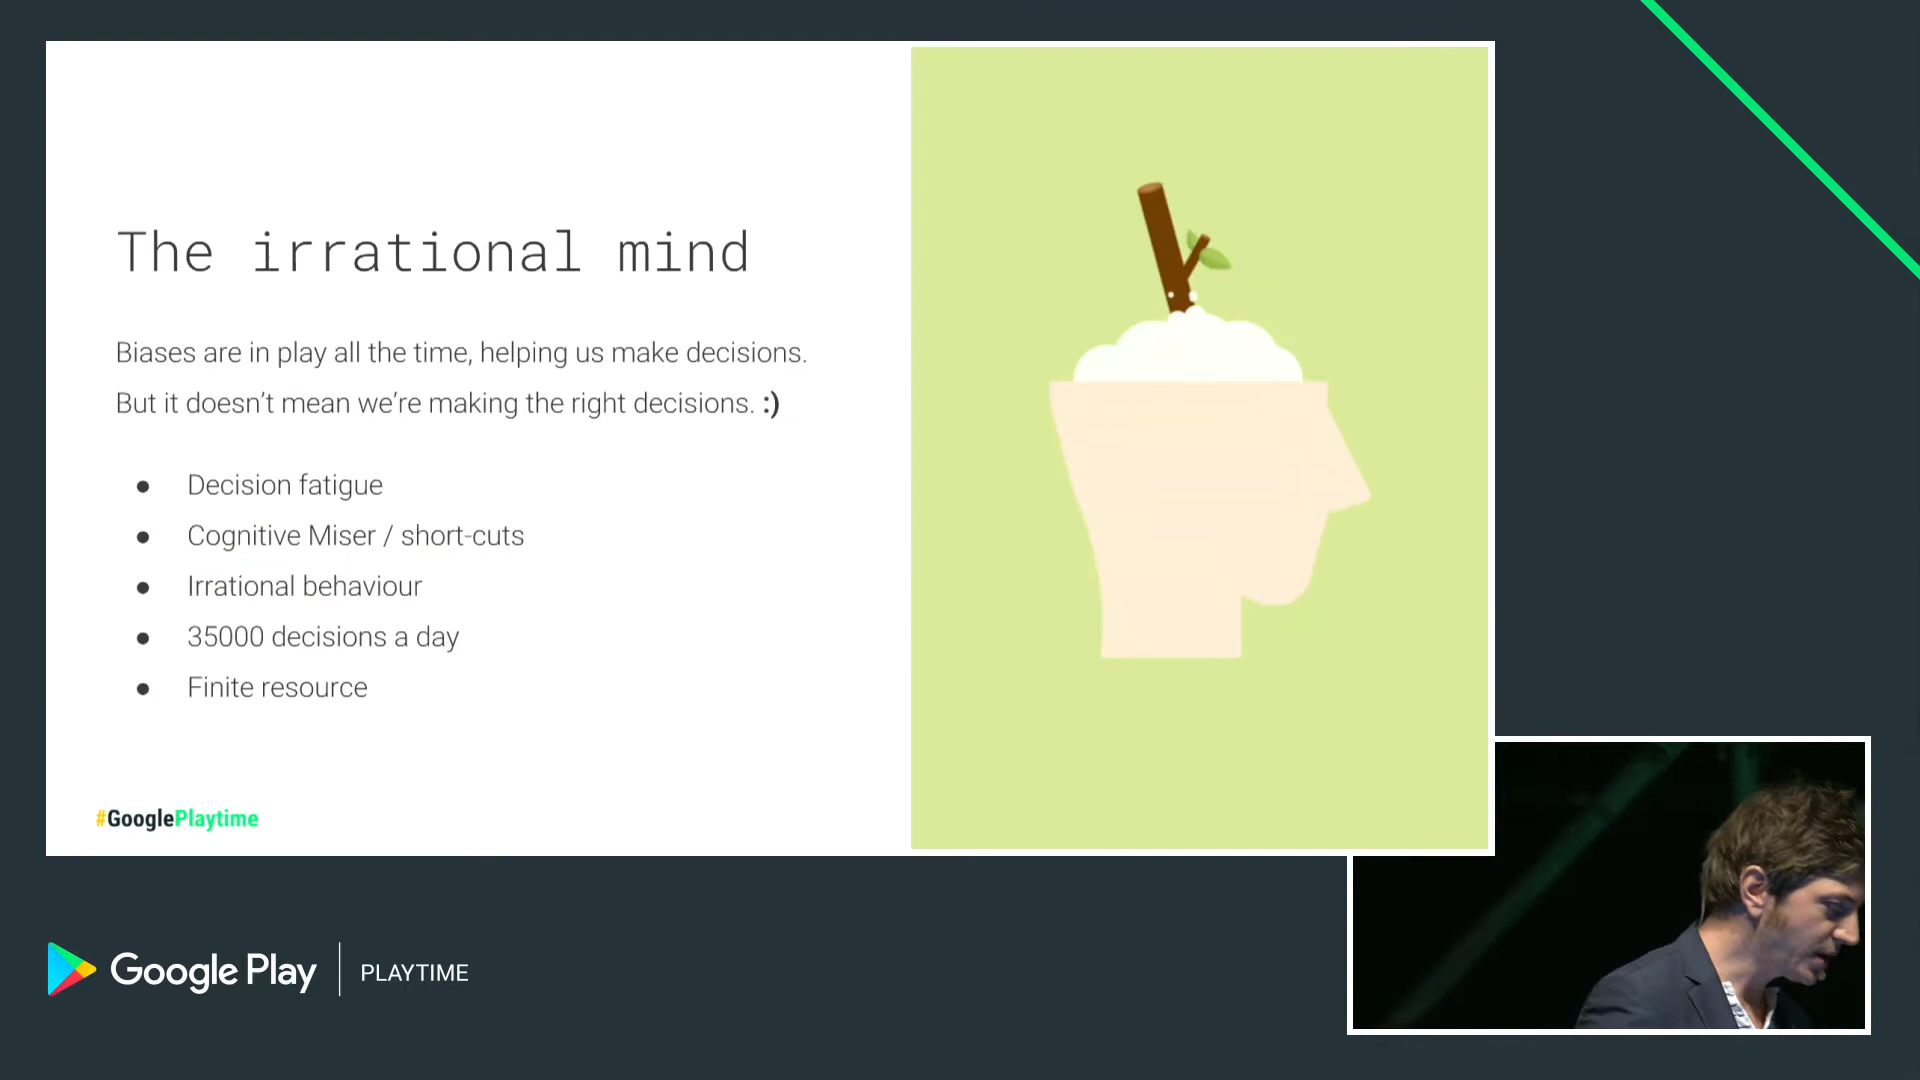 The irrational mind
Biases are in play all the time, helping us make decisions.
But it doesn’t mean we’re making the right decisions. :)
● Decision fatigue
● Cognitive Miser / short-cuts
● Irrational behaviour
● 35000 decisions a day
● Finite resource
#GooglePlaytime
Google Play | PLAYTIME